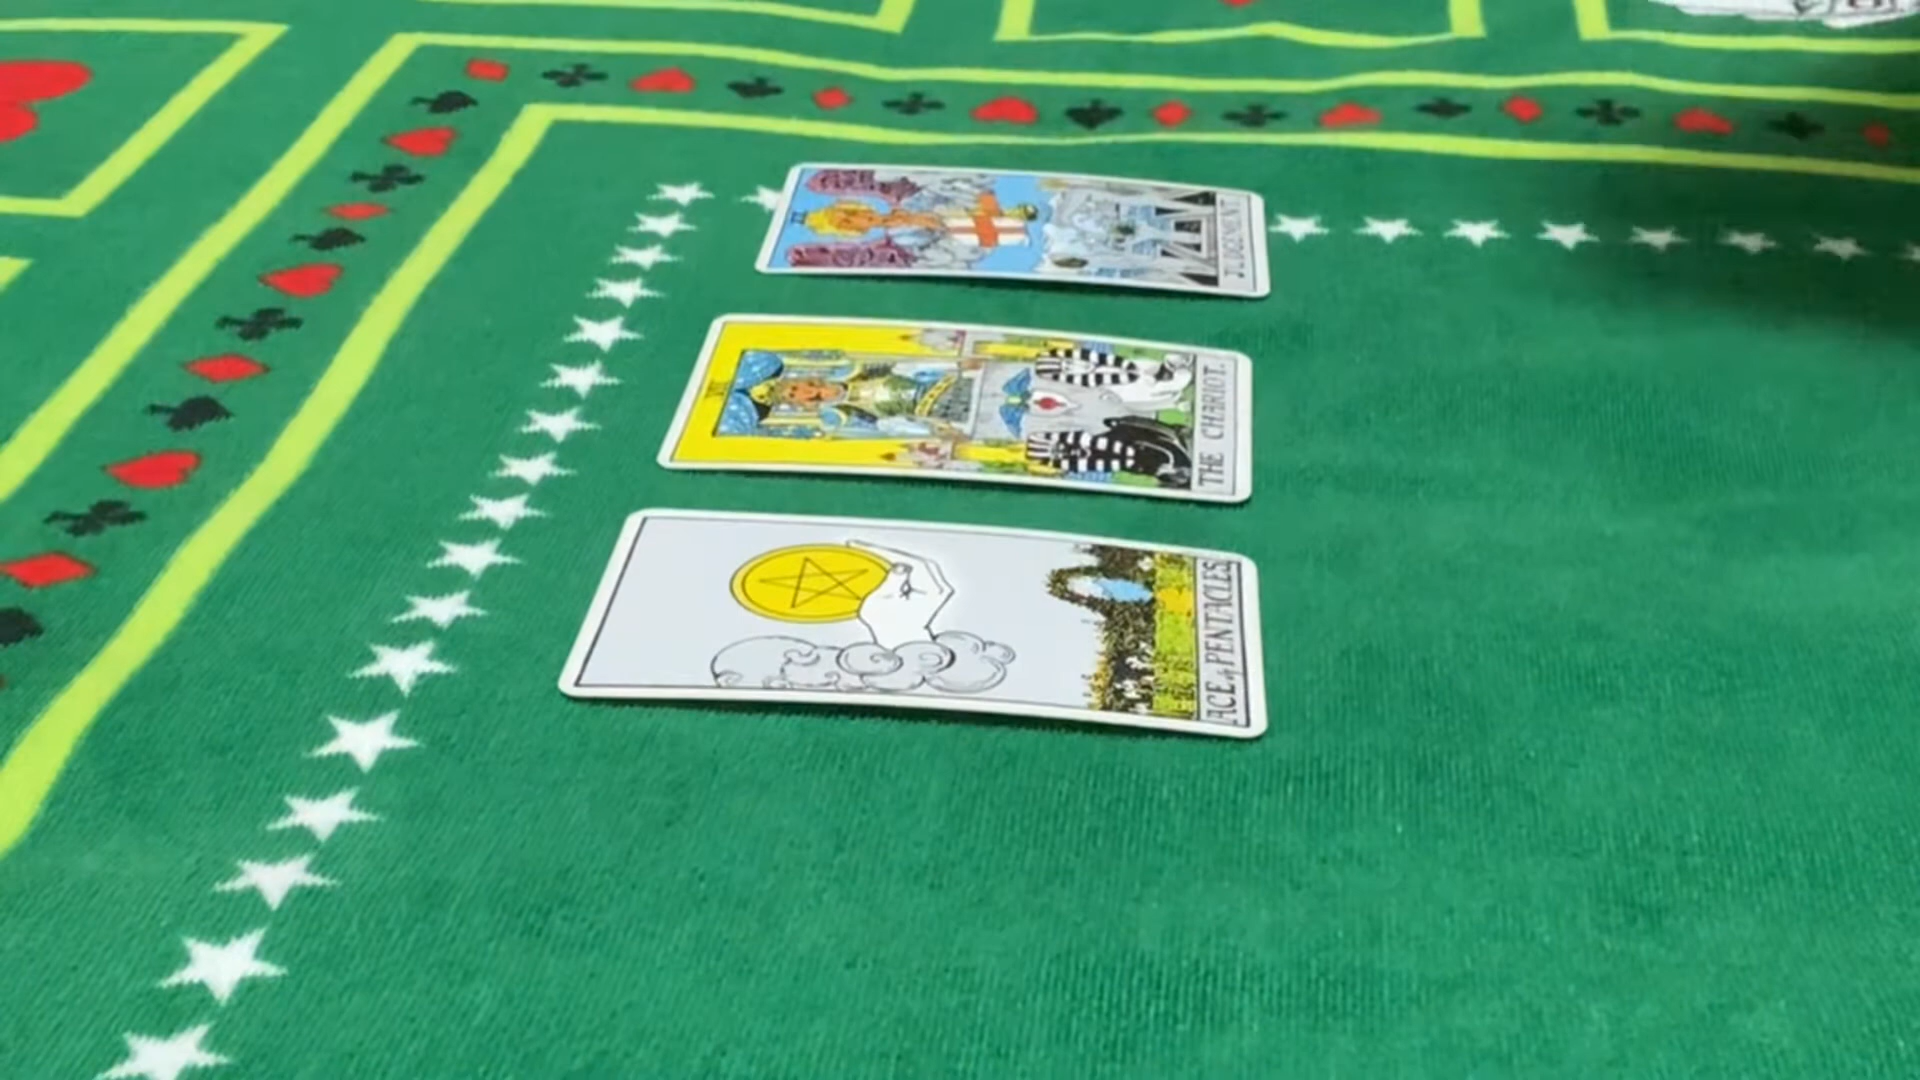 JUDGEMENT.
THE CHARIOT.
ACE of PENTACLES.